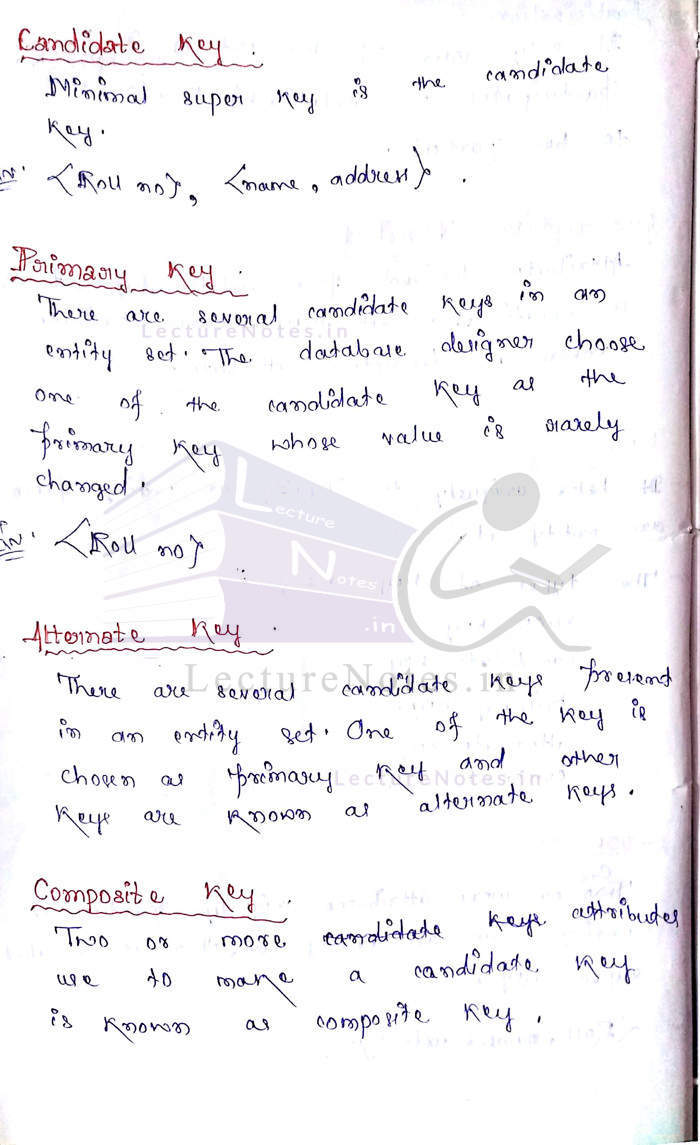 Candidate Key.
Minimal super key is the candidate
key.
<Roll no}, <name, address}.
Primary Key.
There are several candidate keys in an
LectureNotes.in
entity set. The database designer choose
one of the candidate key as the
primary key whose value is rarely
changed.
Lecture
<Roll no}
Notes
.in
Alternate Key.
There are several candidate keys present
LectureNotes.in
in an entity set. One of the key is
chosen as primary key and other
LectureNotes.in
keys are known as alternate keys.
Composite Key.
Two or more candidate keys attributes
use to make a candidate key
is known as composite key.